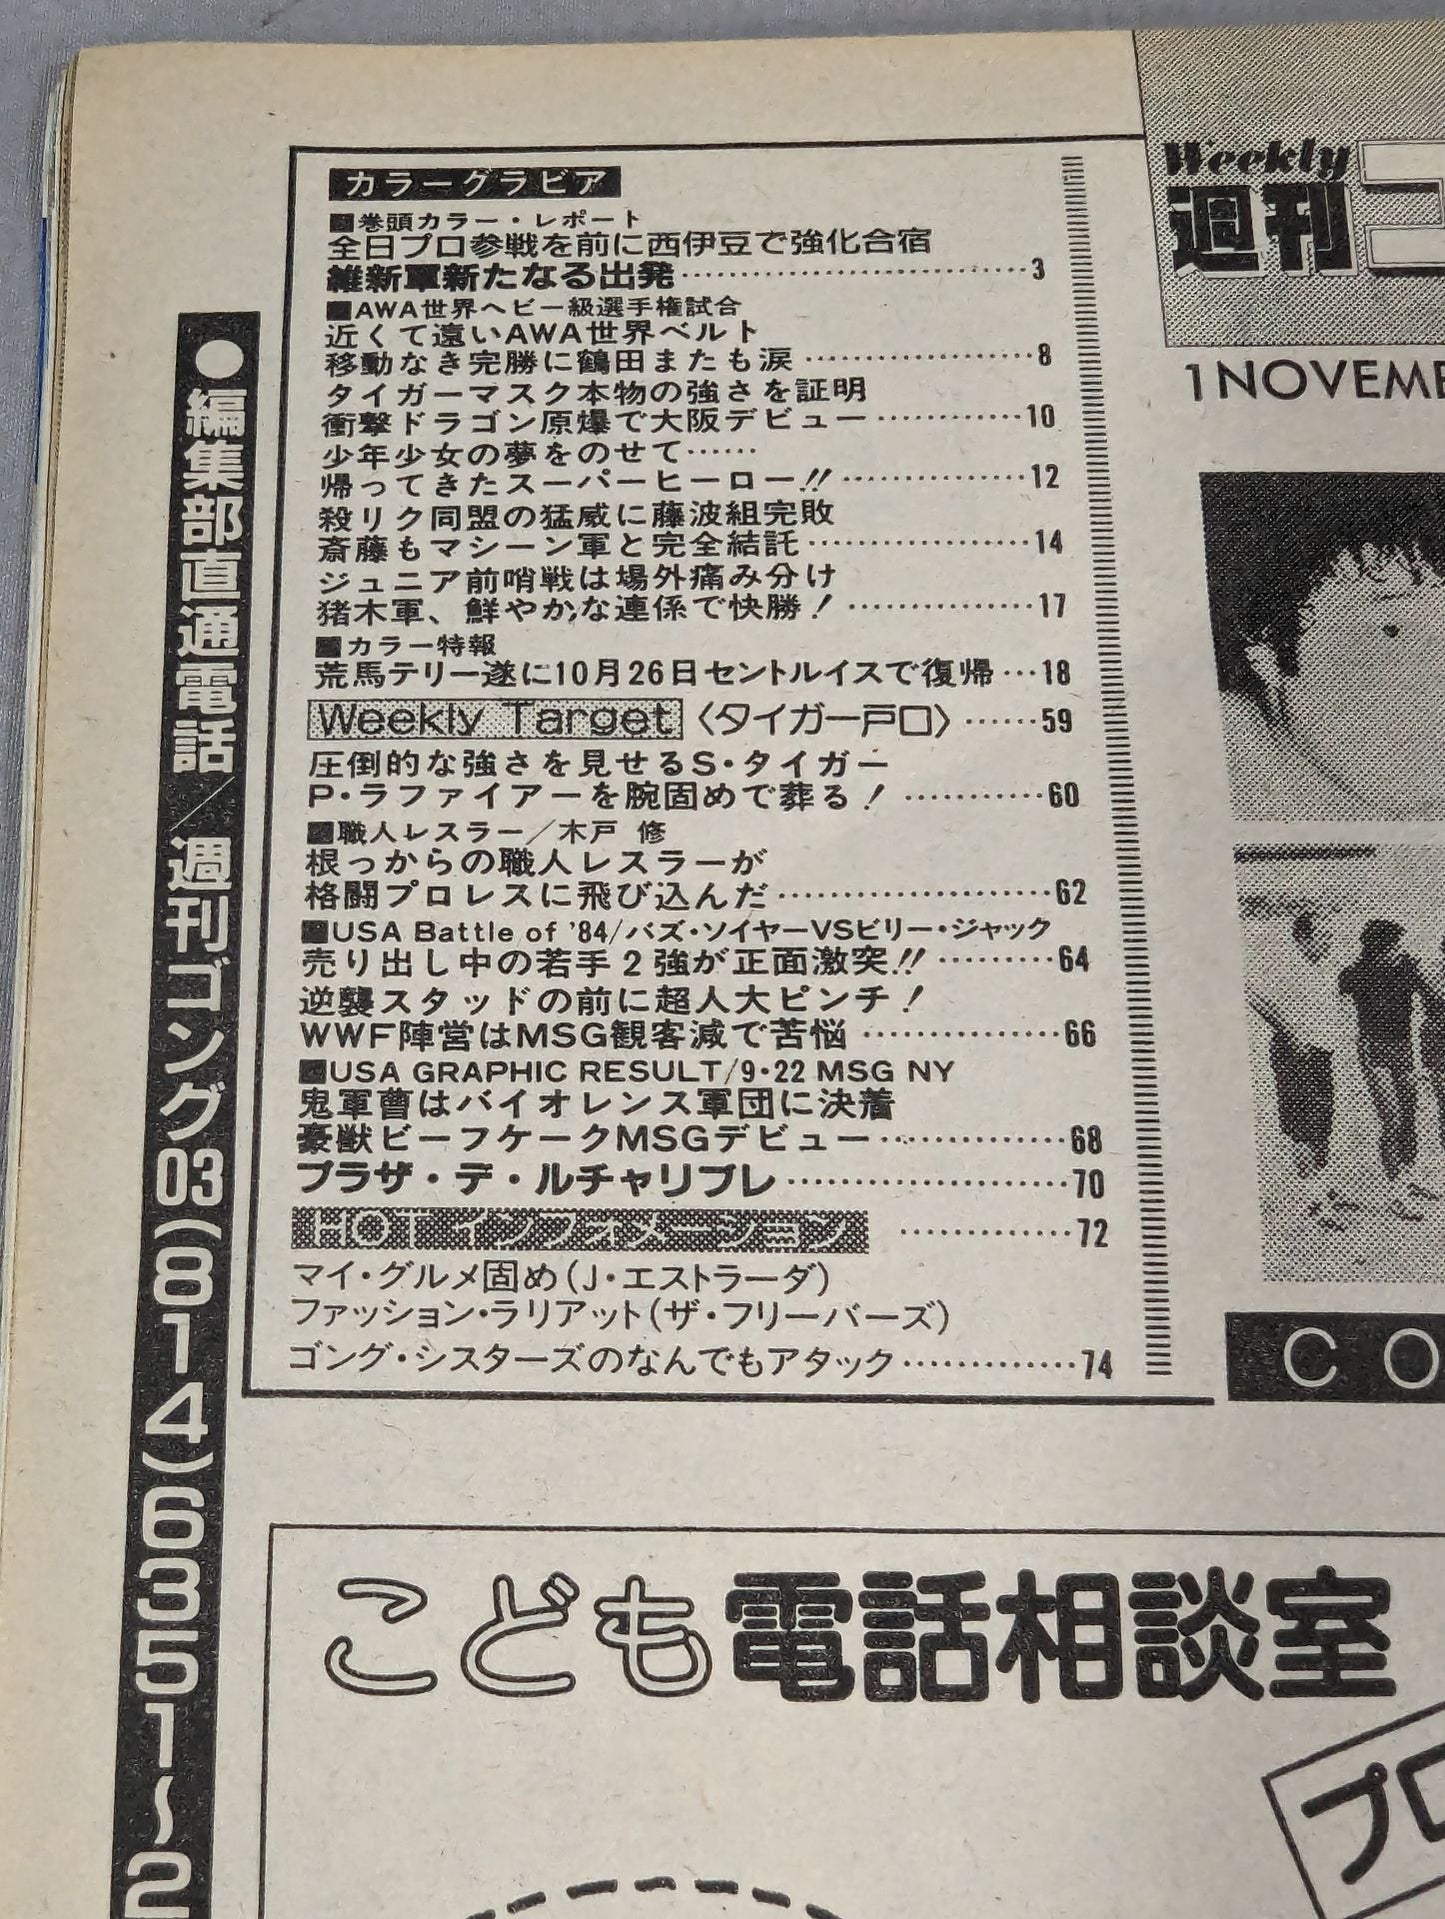 カラーグラビア
■巻頭カラー・レポート
全日プロ参戦を前に西伊豆で強化合宿
維新軍新たなる出発……………………………3
■AWA世界ヘビー級選手権試合
近くて遠いAWA世界ベルト
移動なき完勝に鶴田またも涙…………………8
タイガーマスク本物の強さを証明
衝撃ドラゴン原爆で大阪デビュー……………10
少年少女の夢をのせて……
帰ってきたスーパーヒーロー!!………………12
殺リク同盟の猛威に藤波組完敗
斎藤もマシーン軍と完全結託…………………14
ジュニア前哨戦は場外痛み分け
猪木軍、鮮やかな連係で快勝!………………17
■カラー特報
荒馬テリー遂に10月26日セントルイスで復帰…18
Weekly Target〈タイガー戸口〉……59
圧倒的な強さを見せるS・タイガー
P・ラファイアーを腕固めで葬る!…………60
■職人レスラー/木戸 修
根っからの職人レスラーが
格闘プロレスに飛び込んだ……………………62
■USA Battle of '84/バズ・ソイヤーVSビリー・ジャック
売り出し中の若手2強が正面激突!!………64
逆襲スタッドの前に超人大ピンチ!
WWF陣営はMSG観客減で苦悩………………66
■USA GRAPHIC RESULT/9・22 MSG NY
鬼軍曹はバイオレンス軍団に決着
豪獣ビーフケークMSGデビュー………………68
プラザ・デ・ルチャリブレ………………………70
HOTインフォメーション………………72
マイ・グルメ固め(J・エストラーダ)
ファッション・ラリアット(ザ・フリーバーズ)
ゴング・シスターズのなんでもアタック……………74
●編集部直通電話/週刊ゴング03(814)6351~2
Weekly
週刊ゴ
1NOVEMB
CO
こども電話相談室
プロ